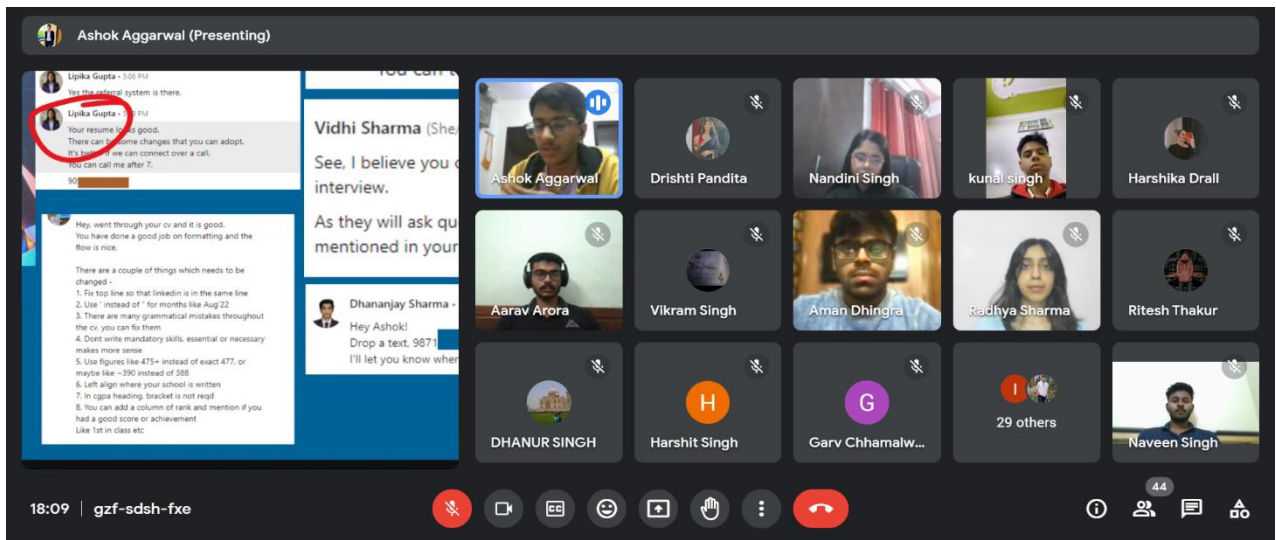 Ashok Aggarwal (Presenting)
Lipika Gupta • 5:06 PM
Yes the referral system is there.
Lipika Gupta • PM
Your resume looks good.
There can be some changes that you can adopt.
It's better if we can connect over a call.
You can call me after 7.
90
Hey, went through your cv and it is good.
You have done a good job on formatting and the
flow is nice.
There are a couple of things which needs to be
changed -
1. Fix top line so that linkedin is in the same line
2. Use ' instead of " for months like Aug'22
3. There are many grammatical mistakes throughout
the cv, you can fix them
4. Dont write mandatory skills, essential or necessary
makes more sense
5. Use figures like 475+ instead of exact 477, or
maybe like ~390 instead of 388
6. Left align where your school is written
7. In cgpa heading, bracket is not reqd
8. You can add a column of rank and mention if you
had a good score or achievement
Like 1st in class etc
You can t
Vidhi Sharma (She/
See, I believe you c
interview.
As they will ask qu
mentioned in your
Dhananjay Sharma •
Hey Ashok!
Drop a text, 9871
I'll let you know wher
Ashok Aggarwal
Drishti Pandita
Nandini Singh
kunal singh
Harshika Drall
Aarav Arora
Vikram Singh
Aman Dhingra
Radhya Sharma
Ritesh Thakur
DHANUR SINGH
H
Harshit Singh
G
Garv Chhamalw...
I
29 others
Naveen Singh
18:09 | gzf-sdsh-fxe
CC
44